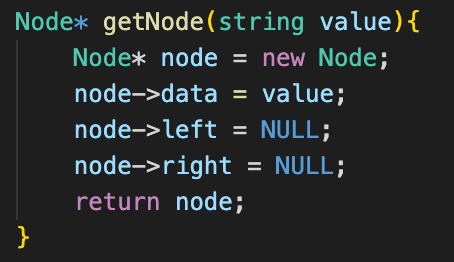 Node* getNode(string value){
    Node* node = new Node;
    node->data = value;
    node->left = NULL;
    node->right = NULL;
    return node;
}